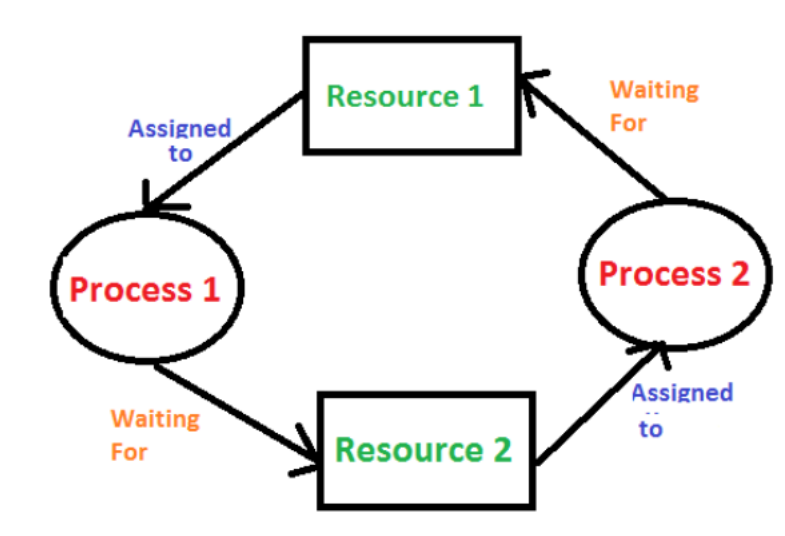 Resource 1
Waiting
For
Assigned
to
Process 1
Process 2
Waiting
For
Resource 2
Assigned
to